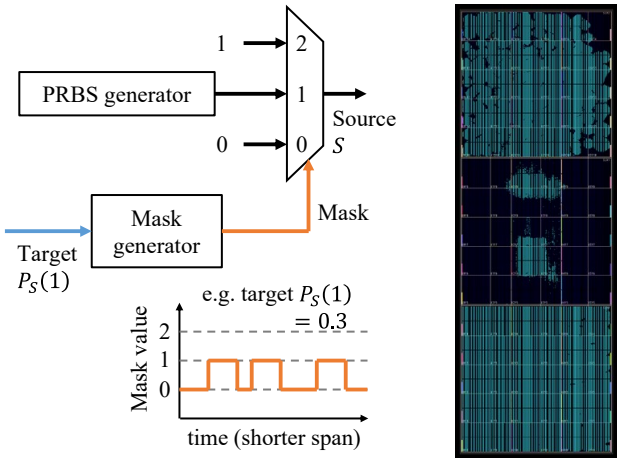 1
2
PRBS generator
1
Source
S
0
0
Mask
generator
Mask
Target
P_S(1)
e.g. target P_S(1)
= 0.3
Mask value
2
1
0
time (shorter span)